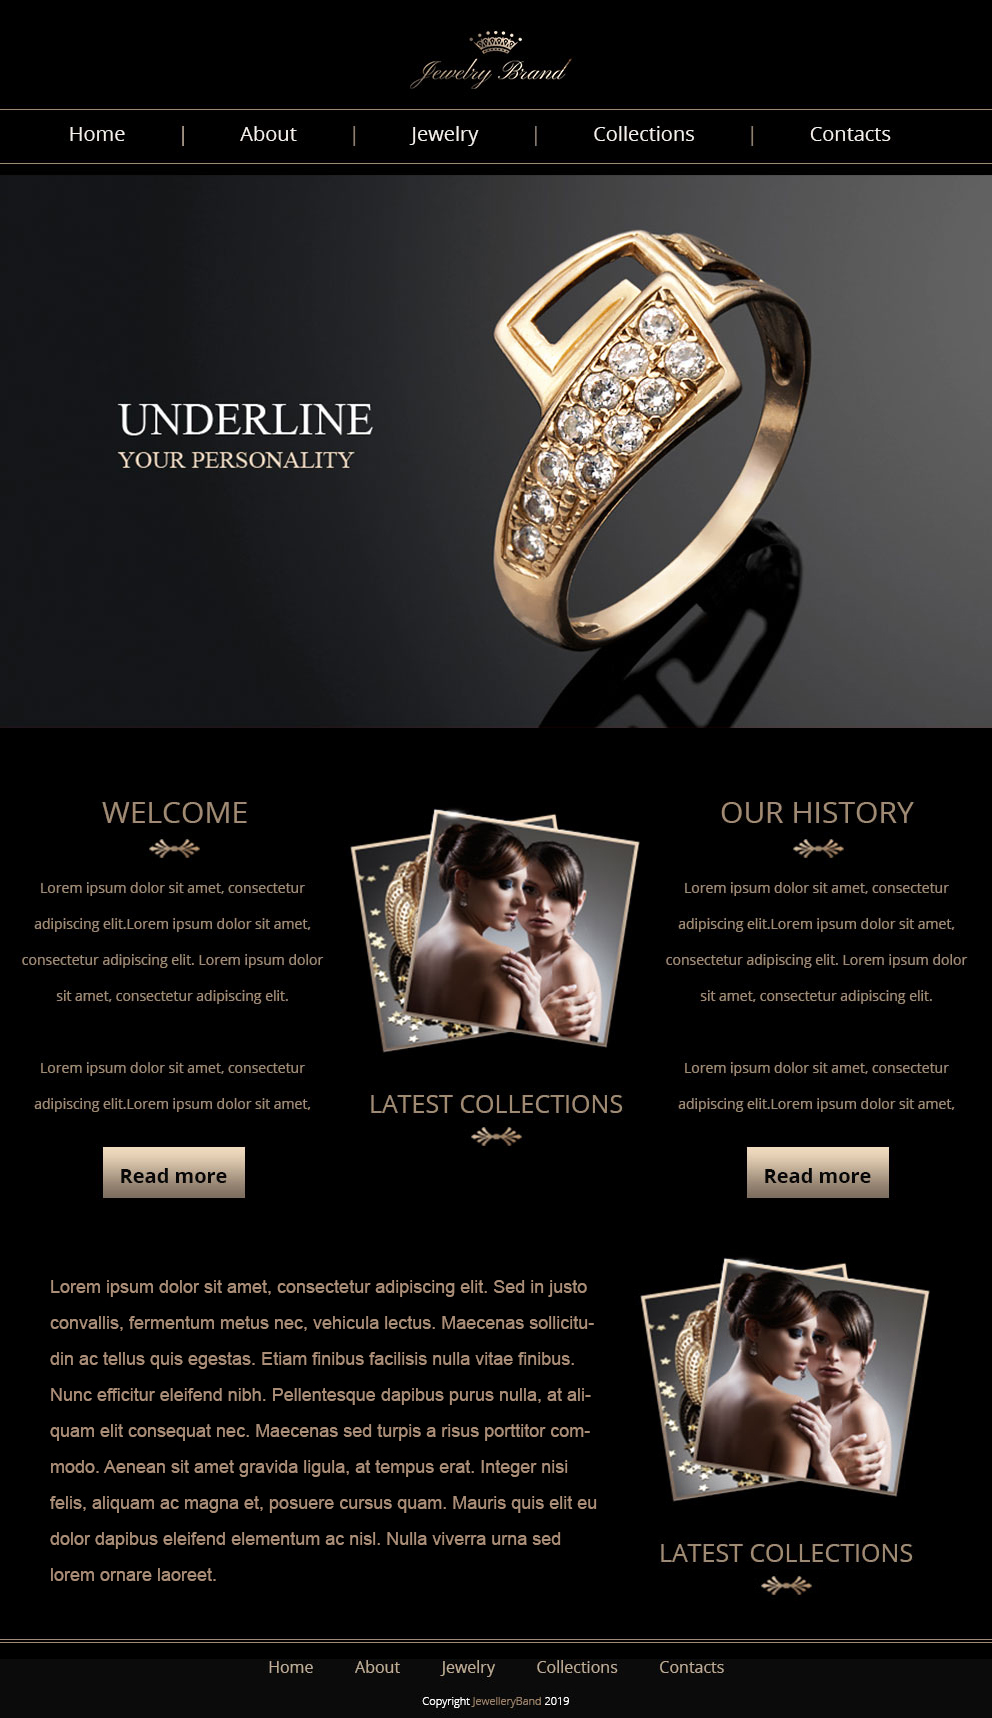 Jewelry Brand
Home | About | Jewelry | Collections | Contacts
UNDERLINE
YOUR PERSONALITY
WELCOME
Lorem ipsum dolor sit amet, consectetur
adipiscing elit.Lorem ipsum dolor sit amet,
consectetur adipiscing elit. Lorem ipsum dolor
sit amet, consectetur adipiscing elit.
Lorem ipsum dolor sit amet, consectetur
adipiscing elit.Lorem ipsum dolor sit amet,
Read more
LATEST COLLECTIONS
OUR HISTORY
Lorem ipsum dolor sit amet, consectetur
adipiscing elit.Lorem ipsum dolor sit amet,
consectetur adipiscing elit. Lorem ipsum dolor
sit amet, consectetur adipiscing elit.
Lorem ipsum dolor sit amet, consectetur
adipiscing elit.Lorem ipsum dolor sit amet,
Read more
Lorem ipsum dolor sit amet, consectetur adipiscing elit. Sed in justo
convallis, fermentum metus nec, vehicula lectus. Maecenas sollicitu-
din ac tellus quis egestas. Etiam finibus facilisis nulla vitae finibus.
Nunc efficitur eleifend nibh. Pellentesque dapibus purus nulla, at ali-
quam elit consequat nec. Maecenas sed turpis a risus porttitor com-
modo. Aenean sit amet gravida ligula, at tempus erat. Integer nisi
felis, aliquam ac magna et, posuere cursus quam. Mauris quis elit eu
dolor dapibus eleifend elementum ac nisl. Nulla viverra urna sed
lorem ornare laoreet.
LATEST COLLECTIONS
Home About Jewelry Collections Contacts
Copyright JewelleryBand 2019